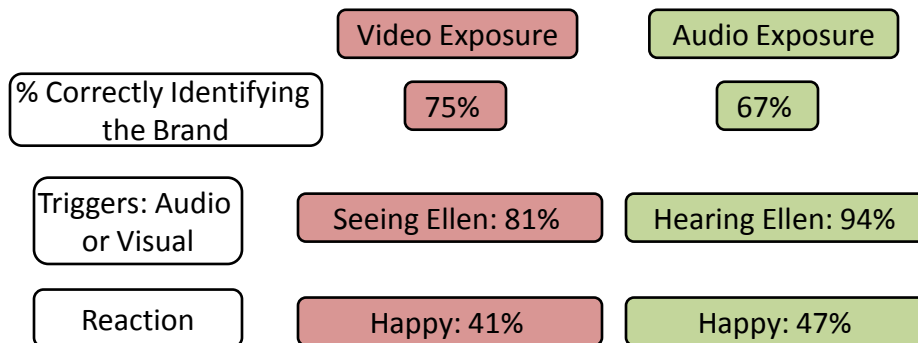 Video Exposure
Audio Exposure
% Correctly Identifying
the Brand
75%
67%
Triggers: Audio
or Visual
Seeing Ellen: 81%
Hearing Ellen: 94%
Reaction
Happy: 41%
Happy: 47%